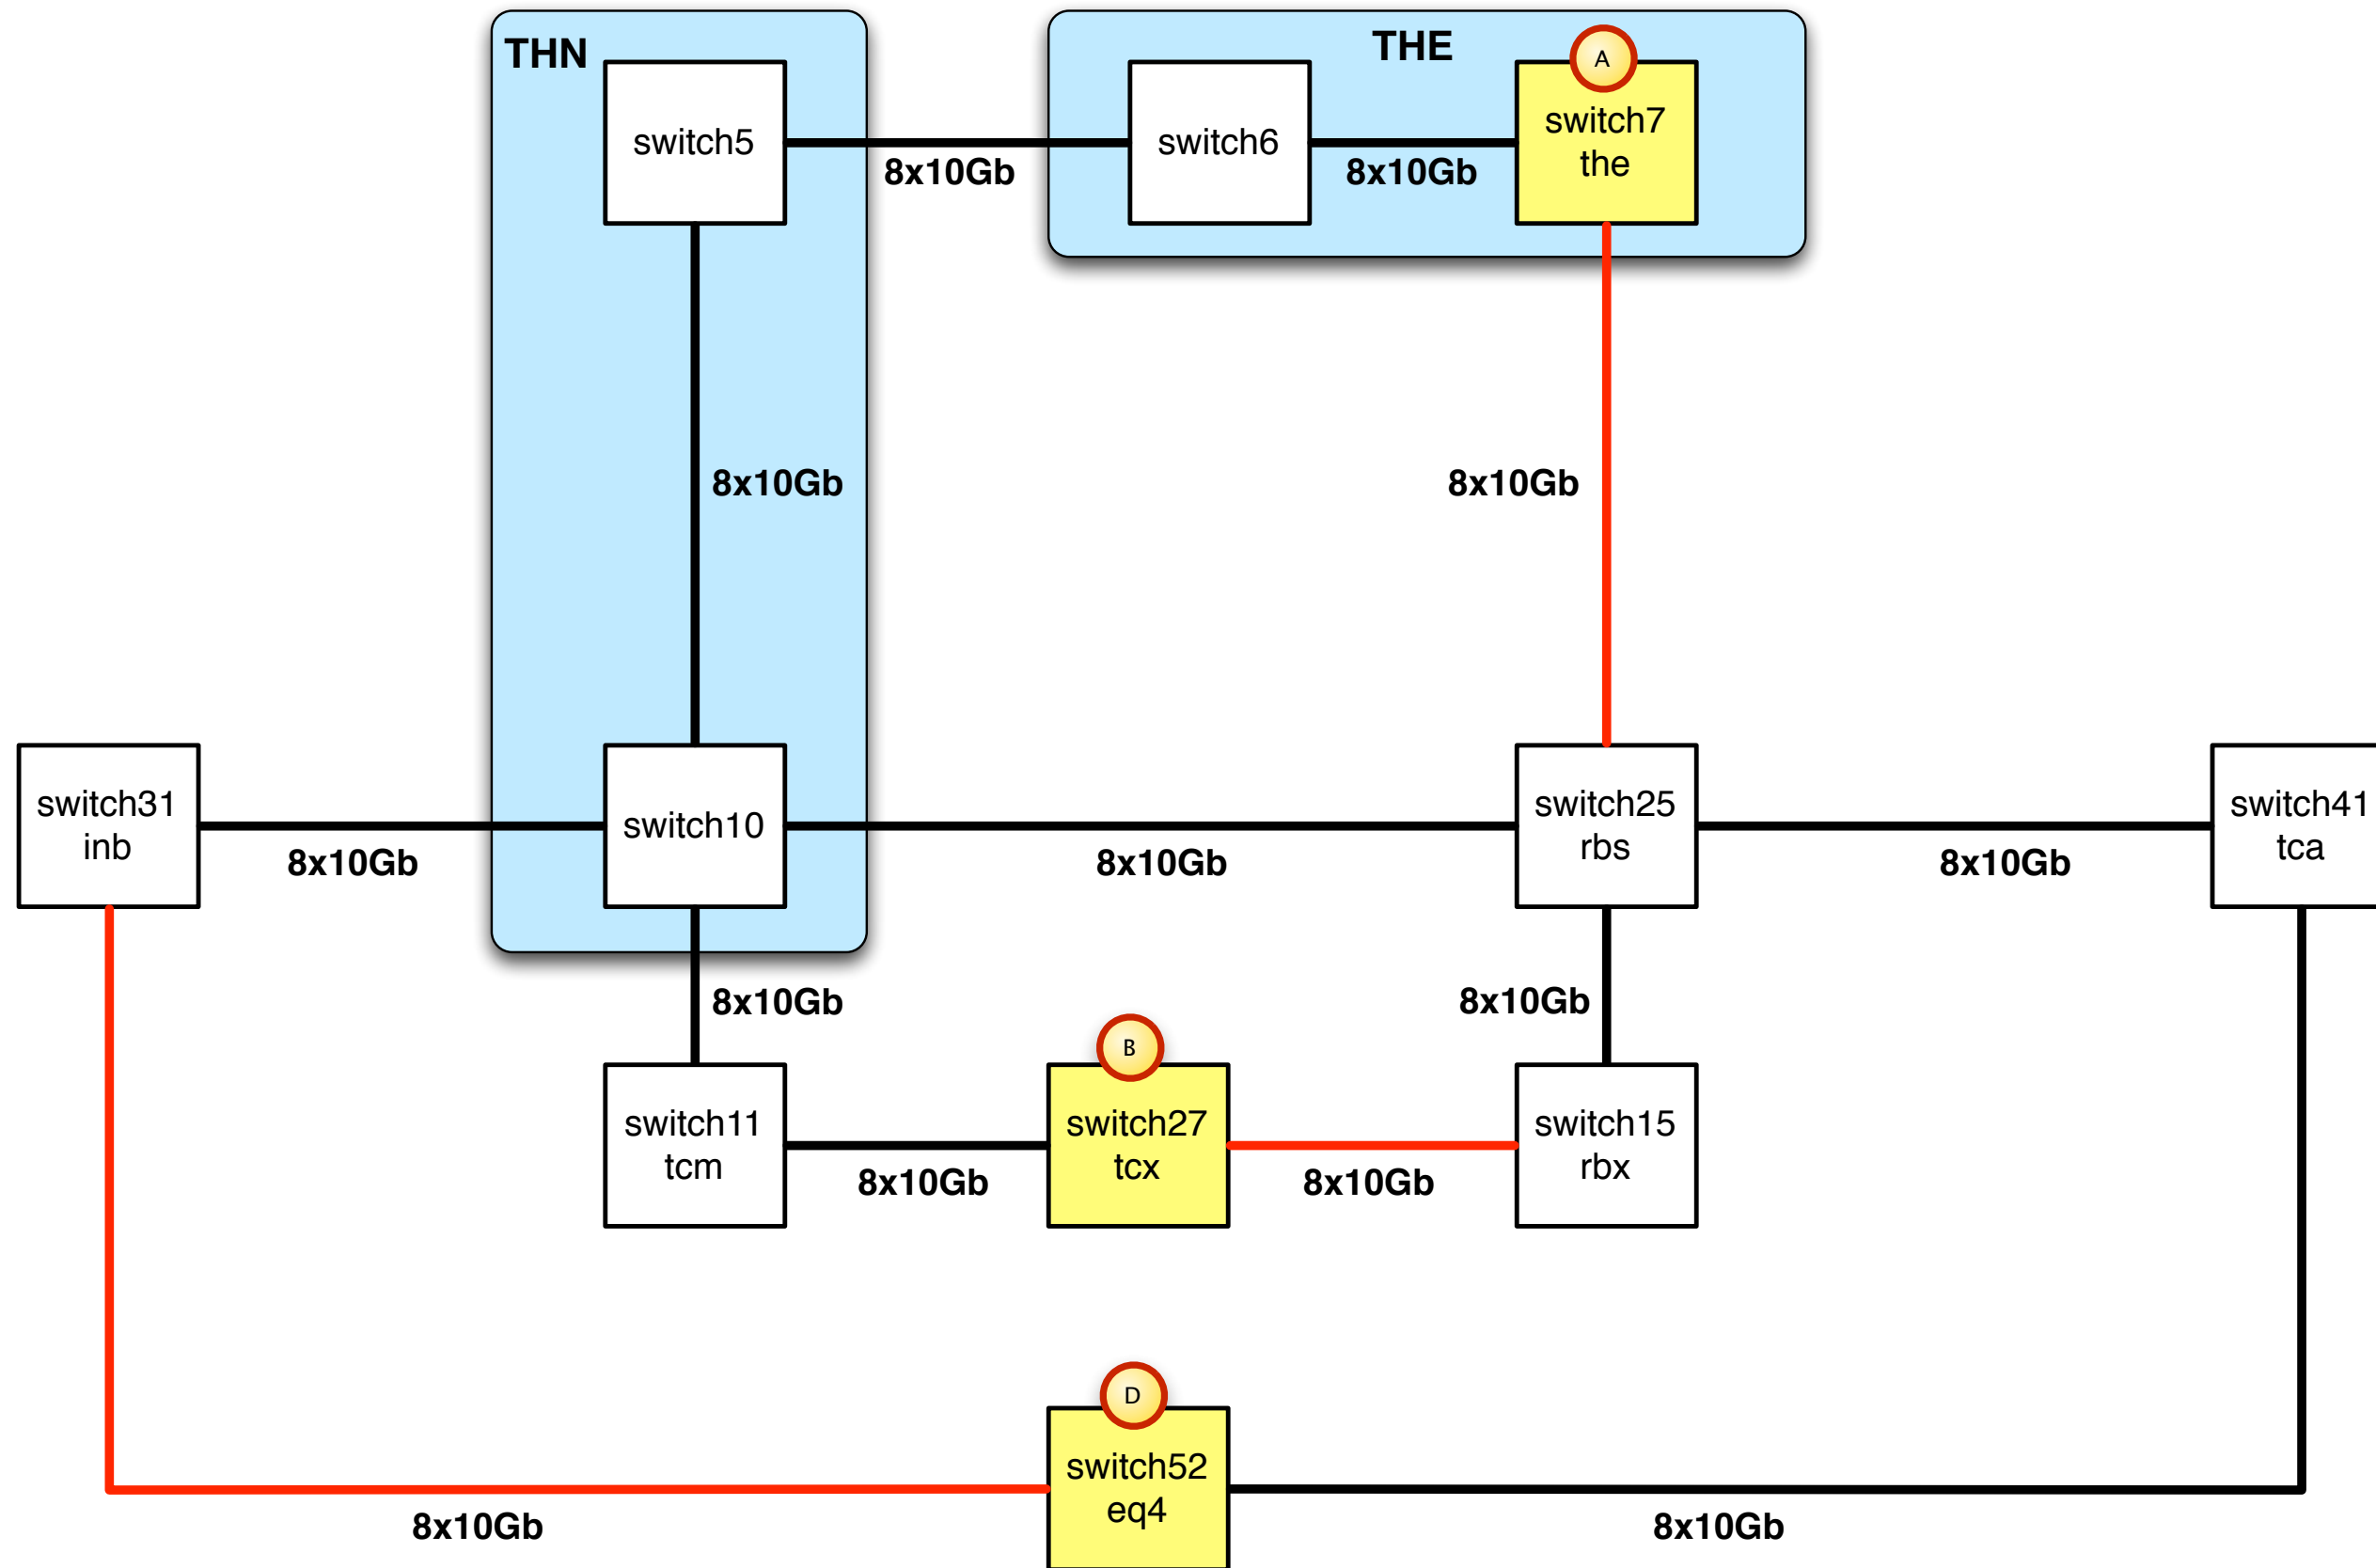 THN
THE
A
switch5
switch6
switch7
the
8x10Gb
8x10Gb
8x10Gb
8x10Gb
switch31
inb
switch10
switch25
rbs
switch41
tca
8x10Gb
8x10Gb
8x10Gb
8x10Gb
8x10Gb
B
switch11
tcm
switch27
tcx
switch15
rbx
8x10Gb
8x10Gb
D
switch52
eq4
8x10Gb
8x10Gb